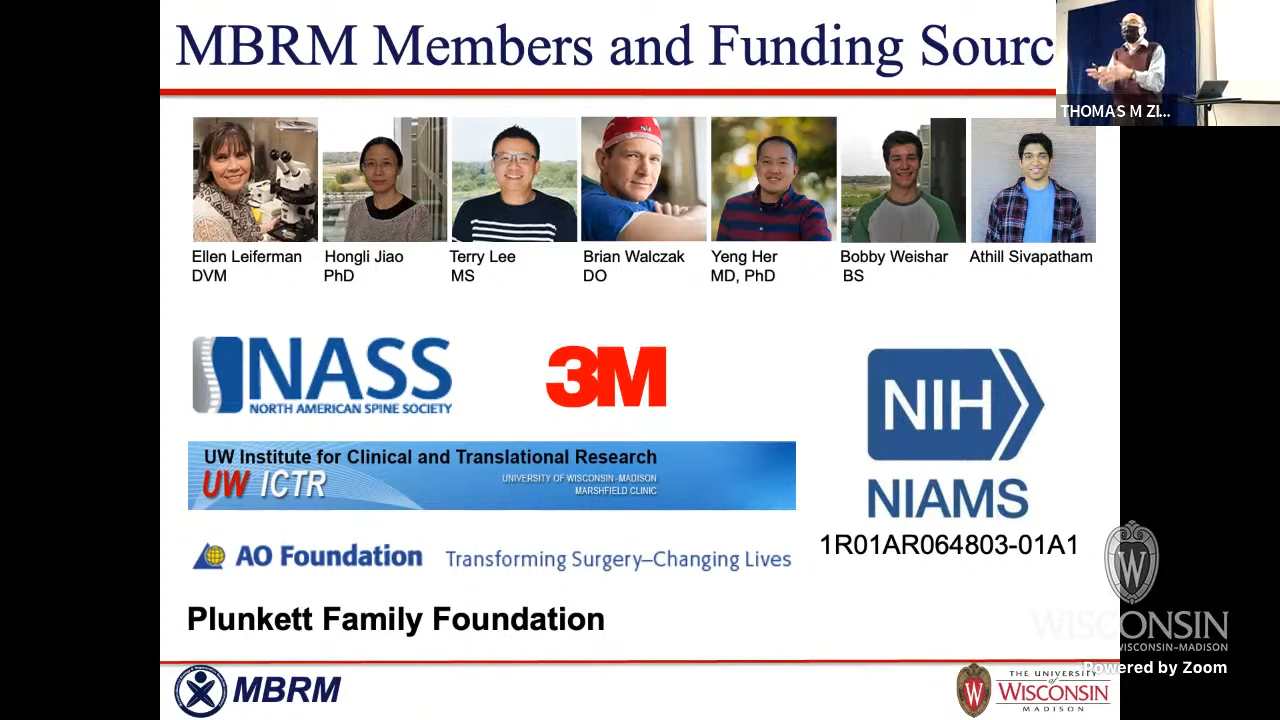 MBRM Members and Funding Sourc
THOMAS M ZI...
Ellen Leiferman
DVM
Hongli Jiao
PhD
Terry Lee
MS
Brian Walczak
DO
Yeng Her
MD, PhD
Bobby Weishar
BS
Athill Sivapatham
NASS
NORTH AMERICAN SPINE SOCIETY
3M
NIH
NIAMS
1R01AR064803-01A1
UW Institute for Clinical and Translational Research
UW ICTR
UNIVERSITY OF WISCONSIN-MADISON
MARSHFIELD CLINIC
AO Foundation
Transforming Surgery–Changing Lives
Plunkett Family Foundation
W
WISCONSIN
WISCONSIN–MADISON
Powered by Zoom
MBRM
W
THE UNIVERSITY
of
WISCONSIN
MADISON